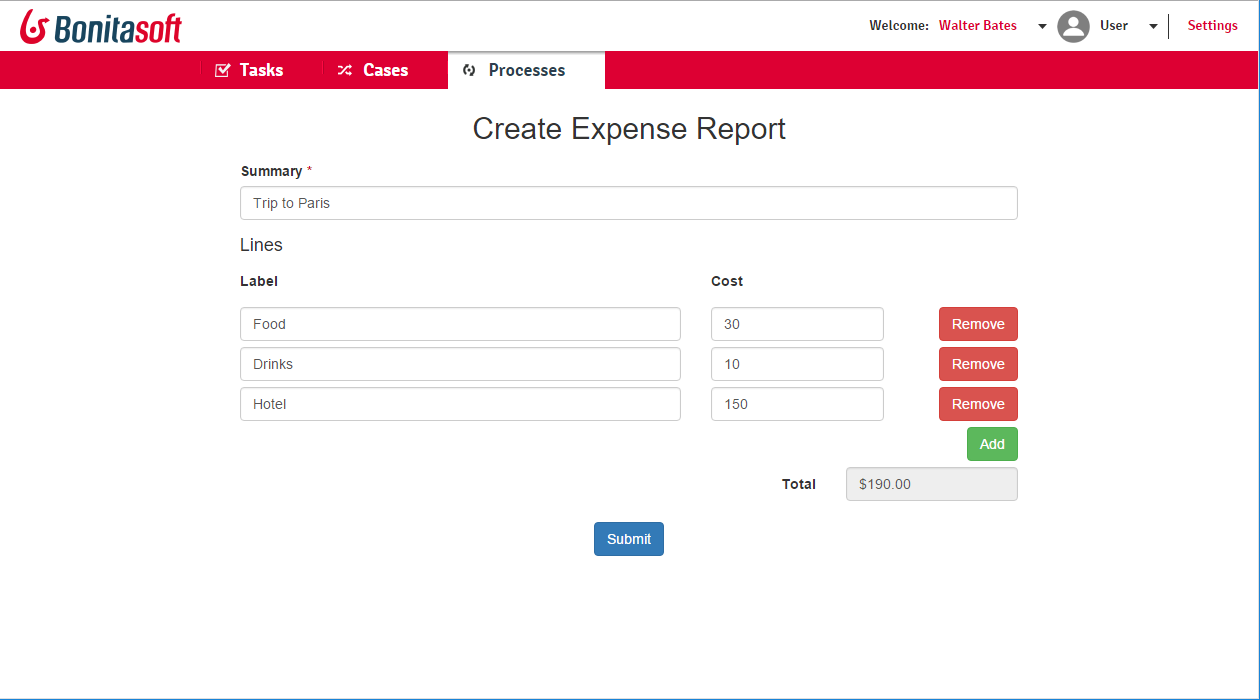 Bonitasoft Welcome: Walter Bates User Settings
Tasks Cases Processes
Create Expense Report
Summary *
Trip to Paris
Lines
Label Cost
Food 30 Remove
Drinks 10 Remove
Hotel 150 Remove
Add
Total $190.00
Submit